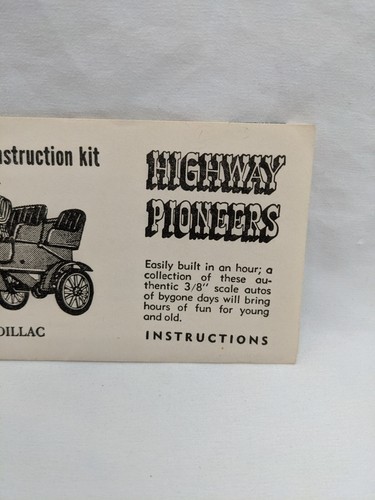 nstruction kit
HIGHWAY
PIONEERS
Easily built in an hour; a
collection of these au-
thentic 3/8" scale autos
of bygone days will bring
hours of fun for young
and old.
DILLAC
INSTRUCTIONS